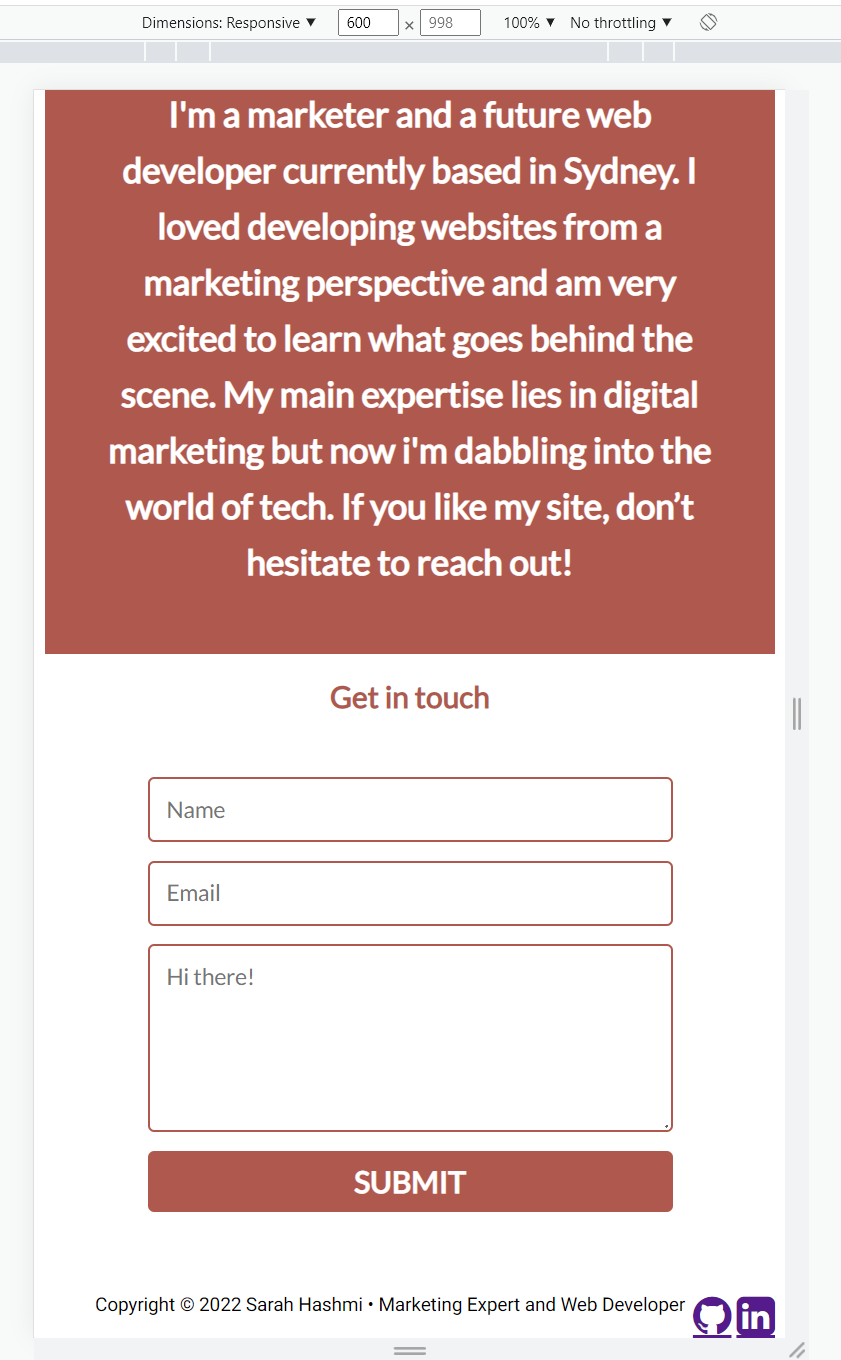 Dimensions: Responsive ▼ 600 × 998 100% ▼ No throttling ▼
I'm a marketer and a future web
developer currently based in Sydney. I
loved developing websites from a
marketing perspective and am very
excited to learn what goes behind the
scene. My main expertise lies in digital
marketing but now i'm dabbling into the
world of tech. If you like my site, don’t
hesitate to reach out!
Get in touch
Name
Email
Hi there!
SUBMIT
Copyright © 2022 Sarah Hashmi • Marketing Expert and Web Developer in